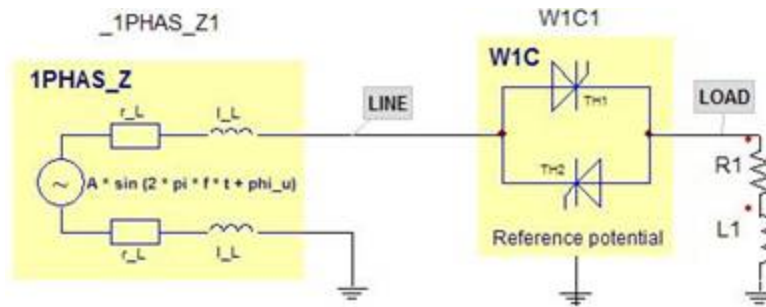 _1PHAS_Z1
W1C1
1PHAS_Z
W1C
r_L
l_L
LINE
TH1
LOAD
A * sin (2 * pi * f * t + phi_u)
R1
TH2
L1
r_L
l_L
Reference potential